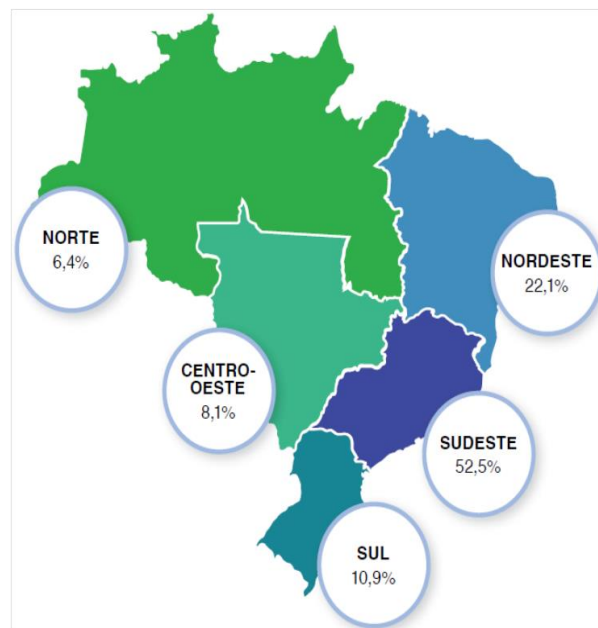 NORTE
6,4%
NORDESTE
22,1%
CENTRO-
OESTE
8,1%
SUDESTE
52,5%
SUL
10,9%